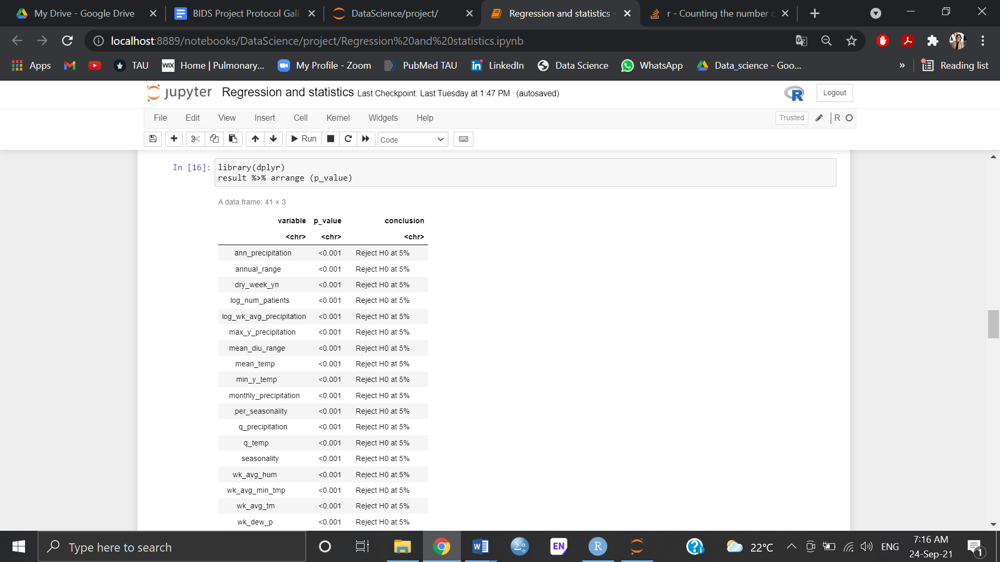 My Drive - Google Drive
BIDS Project Protocol Gali
DataScience/project/
Regression and statistics -
r - Counting the number
localhost:8889/notebooks/DataScience/project/Regression%20and%20statistics.ipynb
Apps
TAU
WIX
Home | Pulmonary...
My Profile - Zoom
PubMed TAU
LinkedIn
Data Science
WhatsApp
Data_science - Goo...
»
Reading list
jupyter
Regression and statistics
Last Checkpoint: Last Tuesday at 1:47 PM (autosaved)
R
Logout
File
Edit
View
Insert
Cell
Kernel
Widgets
Help
Trusted
R
Run
Code
In [16]:
library(dplyr)
result %>% arrange (p_value)
A data.frame: 41 × 3
variable p_value conclusion
<chr> <chr> <chr>
ann_precipitation <0.001 Reject H0 at 5%
annual_range <0.001 Reject H0 at 5%
dry_week_yn <0.001 Reject H0 at 5%
log_num_patients <0.001 Reject H0 at 5%
log_wk_avg_precipitation <0.001 Reject H0 at 5%
max_y_precipitation <0.001 Reject H0 at 5%
mean_diu_range <0.001 Reject H0 at 5%
mean_temp <0.001 Reject H0 at 5%
min_y_temp <0.001 Reject H0 at 5%
monthly_precipitation <0.001 Reject H0 at 5%
per_seasonality <0.001 Reject H0 at 5%
q_precipitation <0.001 Reject H0 at 5%
q_temp <0.001 Reject H0 at 5%
seasonality <0.001 Reject H0 at 5%
wk_avg_hum <0.001 Reject H0 at 5%
wk_avg_min_tmp <0.001 Reject H0 at 5%
wk_avg_tm <0.001 Reject H0 at 5%
wk_dew_p <0.001 Reject H0 at 5%
Type here to search
W
Σα
EN
R
22°C
ENG
7:16 AM
24-Sep-21
1